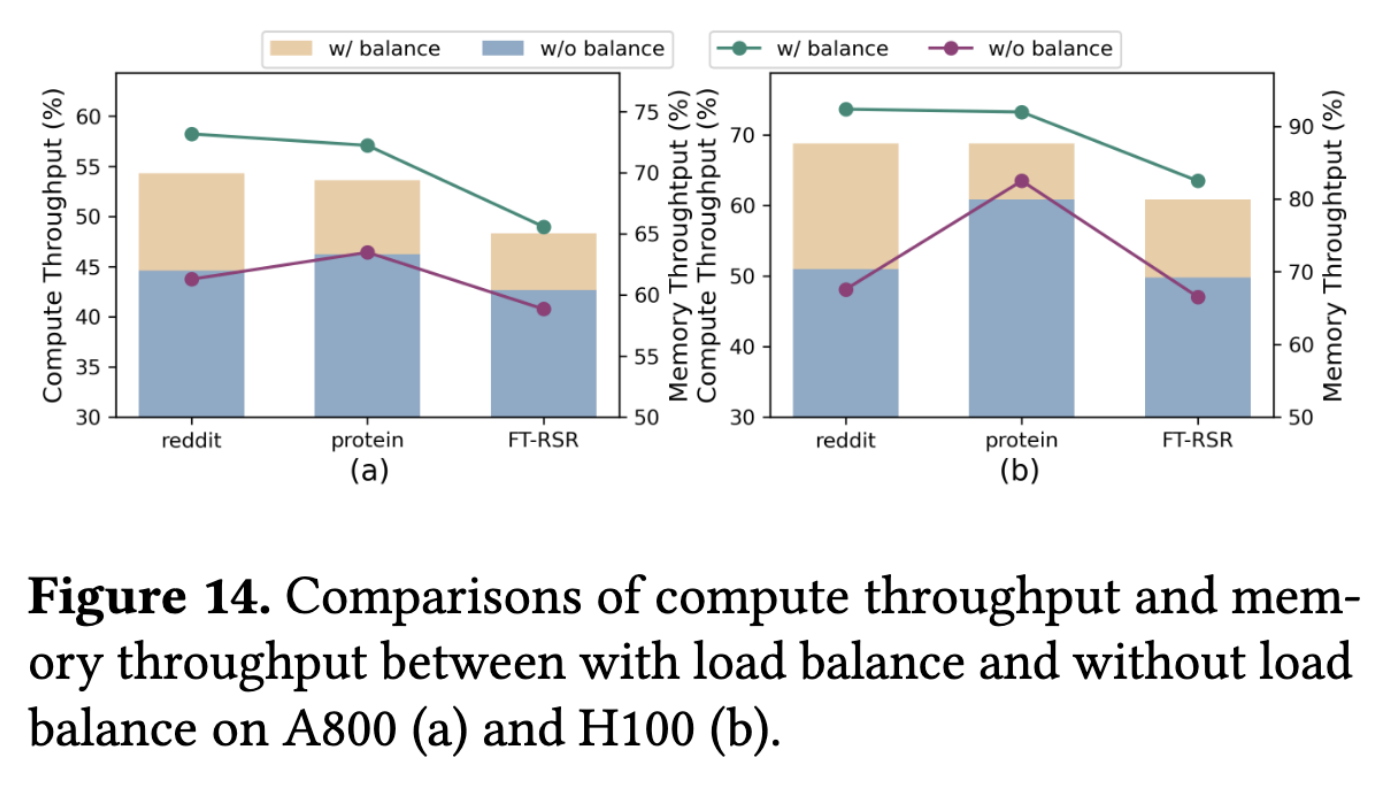 w/ balance w/o balance w/ balance w/o balance
Compute Throughput (%)
60
55
50
45
40
35
30
75
70
65
60
55
50
Memory Throughtput (%)
reddit protein FT-RSR
(a)
Compute Throughput (%)
70
60
50
40
30
90
80
70
60
50
Memory Throughtput (%)
reddit protein FT-RSR
(b)
Figure 14. Comparisons of compute throughput and mem-
ory throughput between with load balance and without load
balance on A800 (a) and H100 (b).